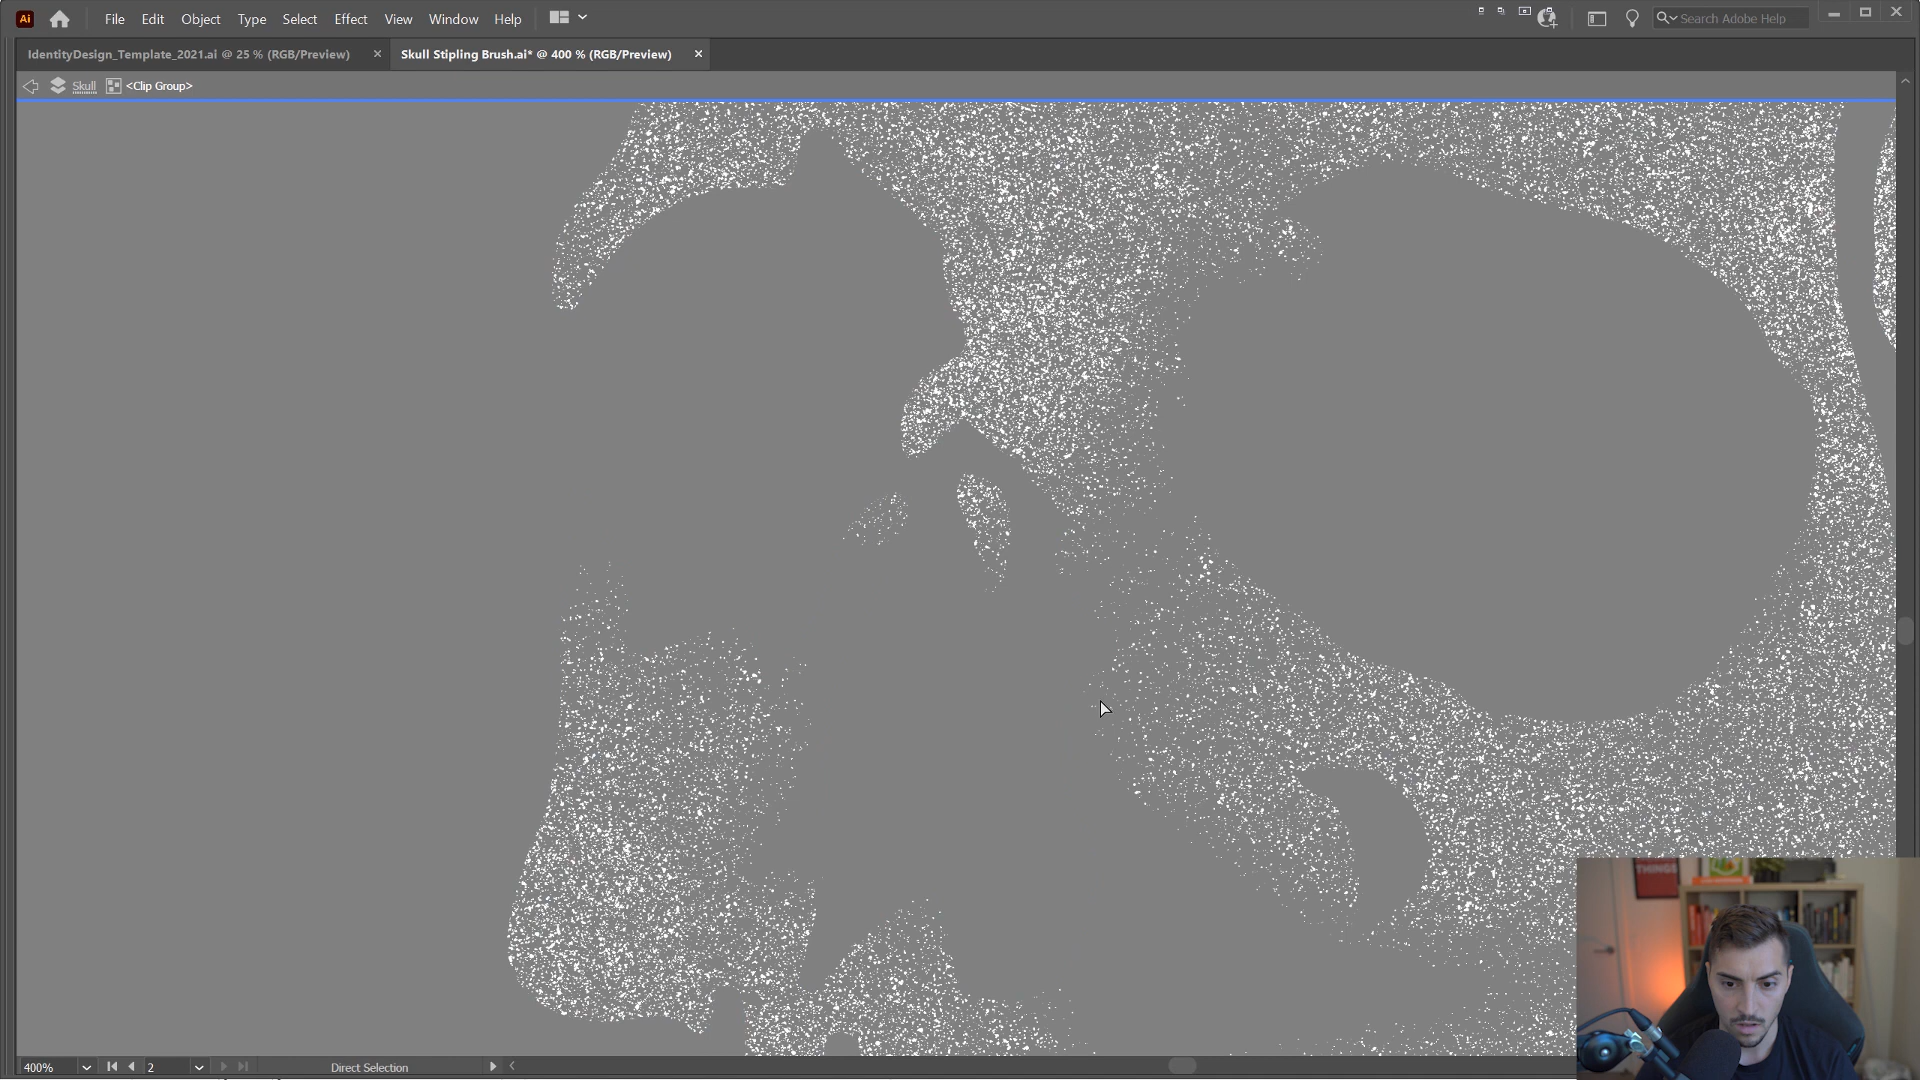 Ai File Edit Object Type Select Effect View Window Help Search Adobe Help
IdentityDesign_Template_2021.ai @ 25 % (RGB/Preview) Skull Stipling Brush.ai* @ 400 % (RGB/Preview)
Skull <Clip Group>
THINGS
400% 2 Direct Selection